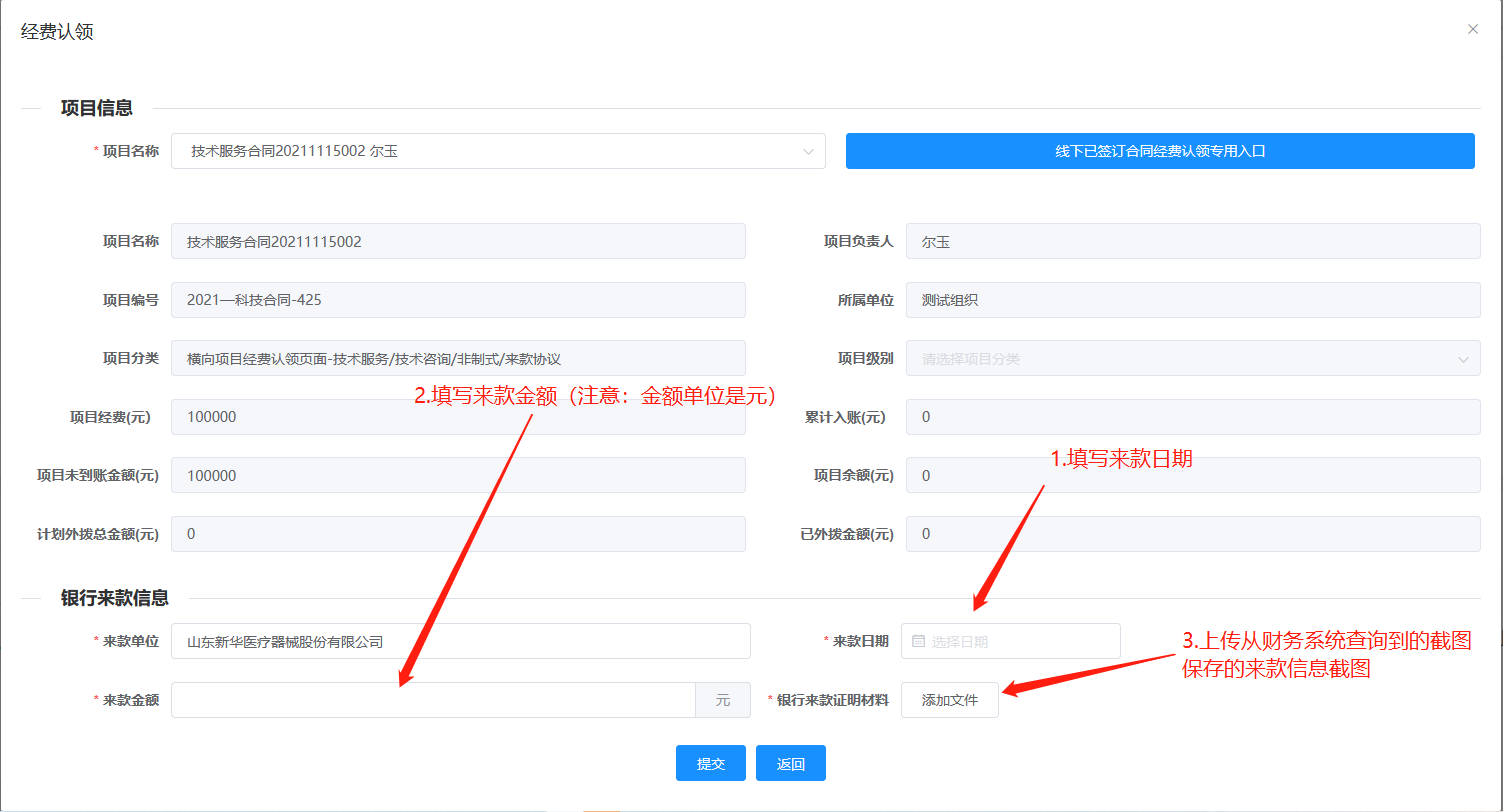 经费认领
项目信息
* 项目名称 技术服务合同20211115002 尔玉 线下已签订合同经费认领专用入口
项目名称 技术服务合同20211115002 项目负责人 尔玉
项目编号 2021—科技合同-425 所属单位 测试组织
项目分类 横向项目经费认领页面-技术服务/技术咨询/非制式/来款协议 项目级别 请选择项目分类
2.填写来款金额（注意：金额单位是元）
项目经费(元) 100000 累计入账(元) 0
1.填写来款日期
项目未到账金额(元) 100000 项目余额(元) 0
计划外拨总金额(元) 0 已外拨金额(元) 0
银行来款信息
* 来款单位 山东新华医疗器械股份有限公司 * 来款日期 选择日期
3.上传从财务系统查询到的截图
保存的来款信息截图
* 来款金额 元 * 银行来款证明材料 添加文件
提交 返回